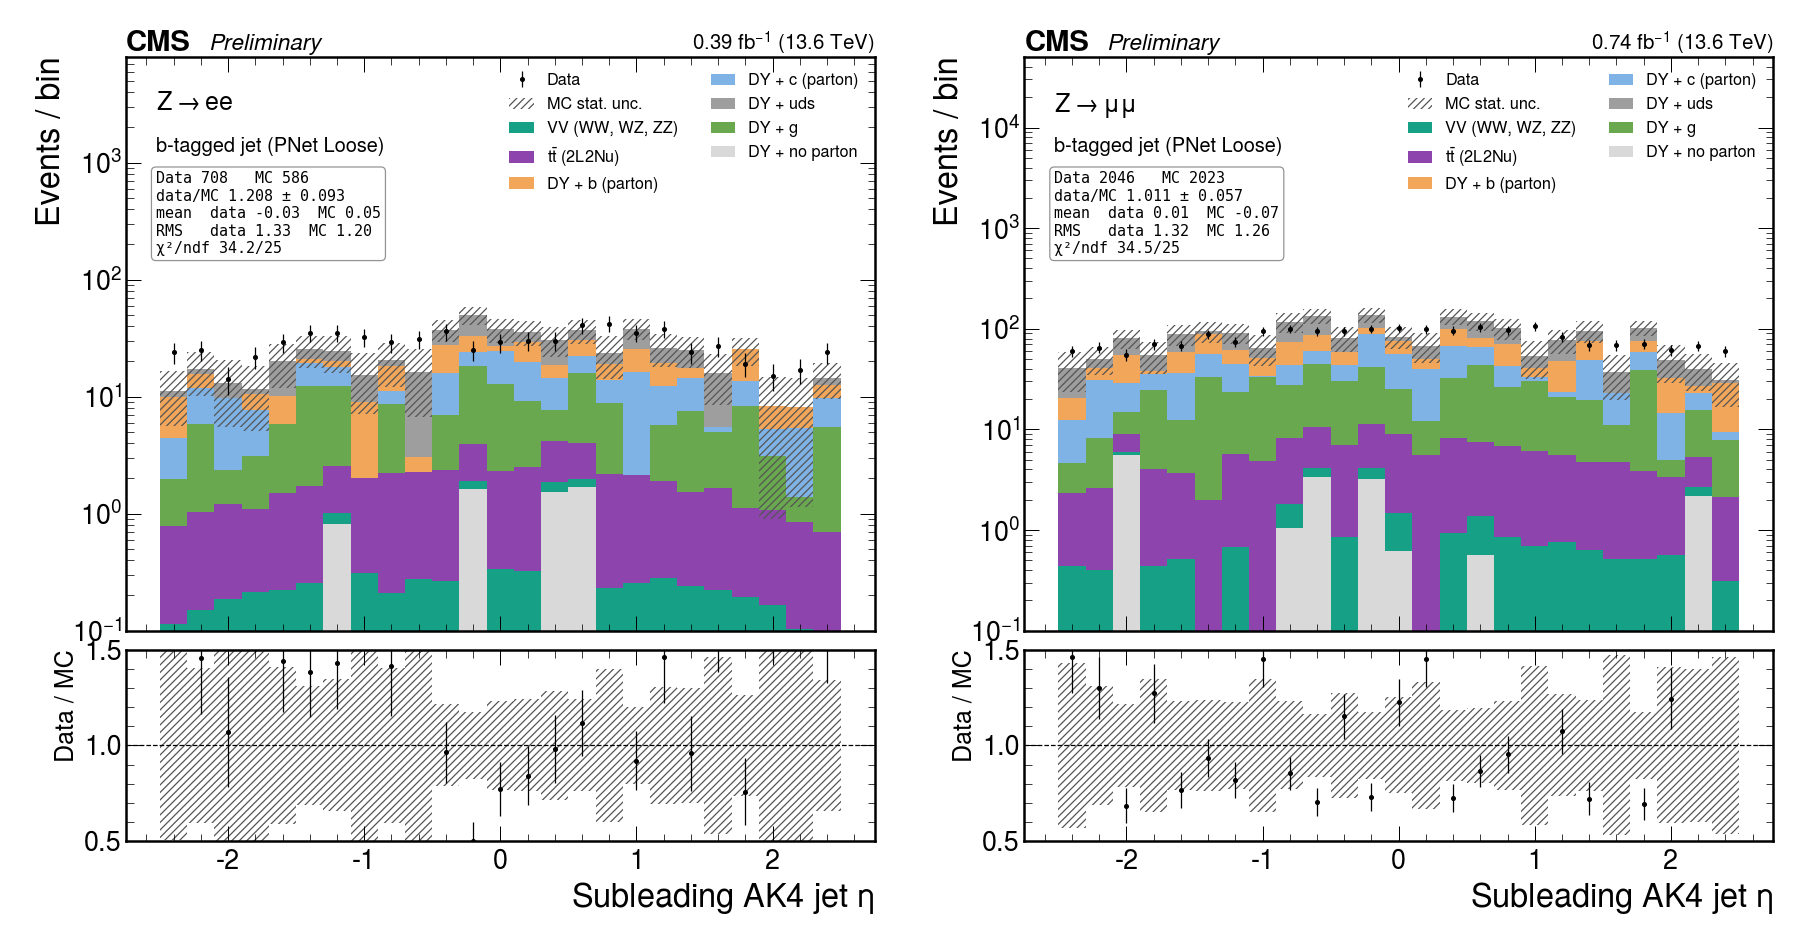 CMS Preliminary 0.39 fb⁻¹ (13.6 TeV)
Events / bin
Z → ee
b-tagged jet (PNet Loose)
Data 708 MC 586
data/MC 1.208 ± 0.093
mean data -0.03 MC 0.05
RMS data 1.33 MC 1.20
χ²/ndf 34.2/25
Data
MC stat. unc.
VV (WW, WZ, ZZ)
tt̄ (2L2Nu)
DY + b (parton)
DY + c (parton)
DY + uds
DY + g
DY + no parton
10³
10²
10¹
10⁰
10⁻¹
Data / MC
1.5
1.0
0.5
-2 -1 0 1 2
Subleading AK4 jet η
CMS Preliminary 0.74 fb⁻¹ (13.6 TeV)
Events / bin
Z → μμ
b-tagged jet (PNet Loose)
Data 2046 MC 2023
data/MC 1.011 ± 0.057
mean data 0.01 MC -0.07
RMS data 1.32 MC 1.26
χ²/ndf 34.5/25
Data
MC stat. unc.
VV (WW, WZ, ZZ)
tt̄ (2L2Nu)
DY + b (parton)
DY + c (parton)
DY + uds
DY + g
DY + no parton
10⁴
10³
10²
10¹
10⁰
10⁻¹
Data / MC
1.5
1.0
0.5
-2 -1 0 1 2
Subleading AK4 jet η